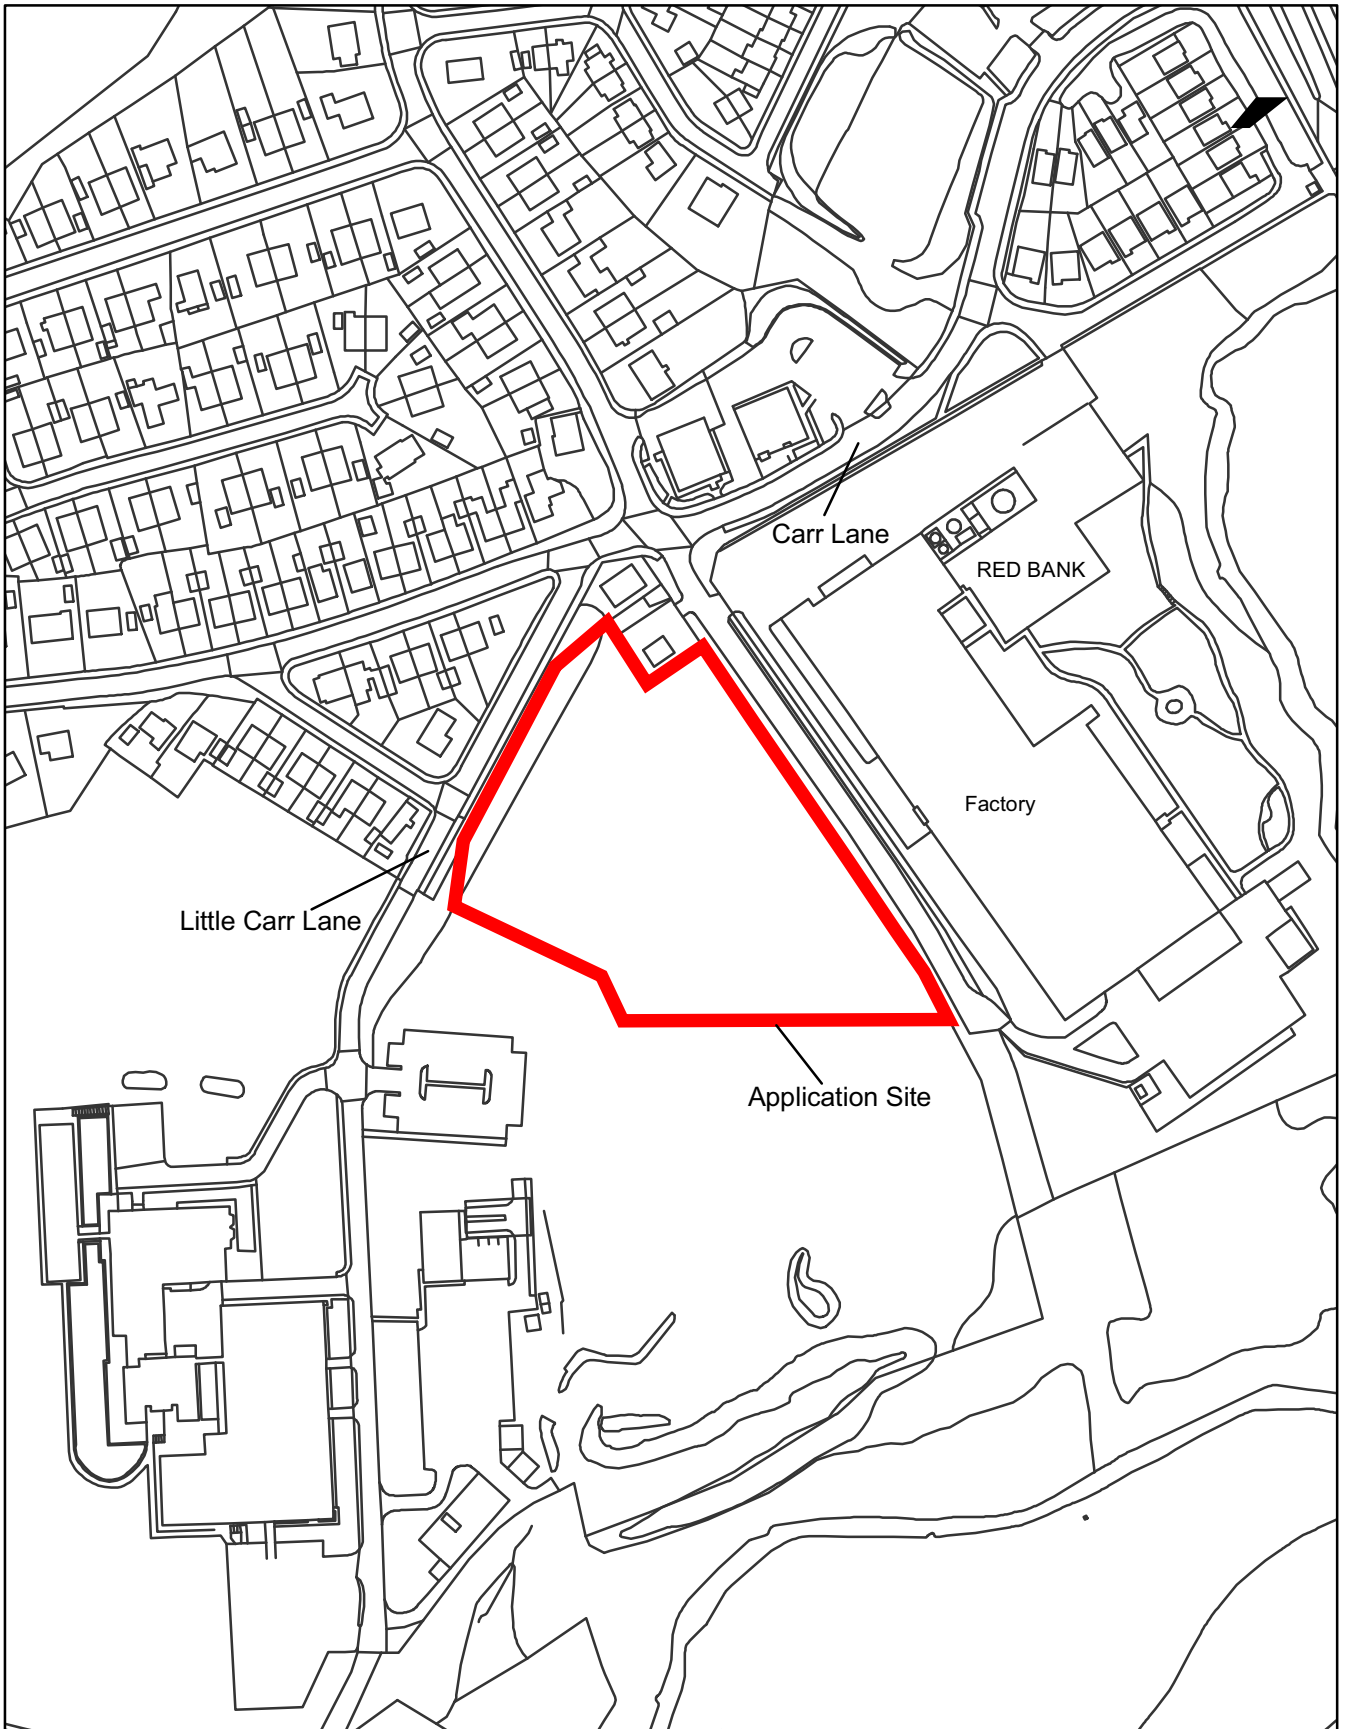 Carr Lane
RED BANK
Factory
Little Carr Lane
Application Site